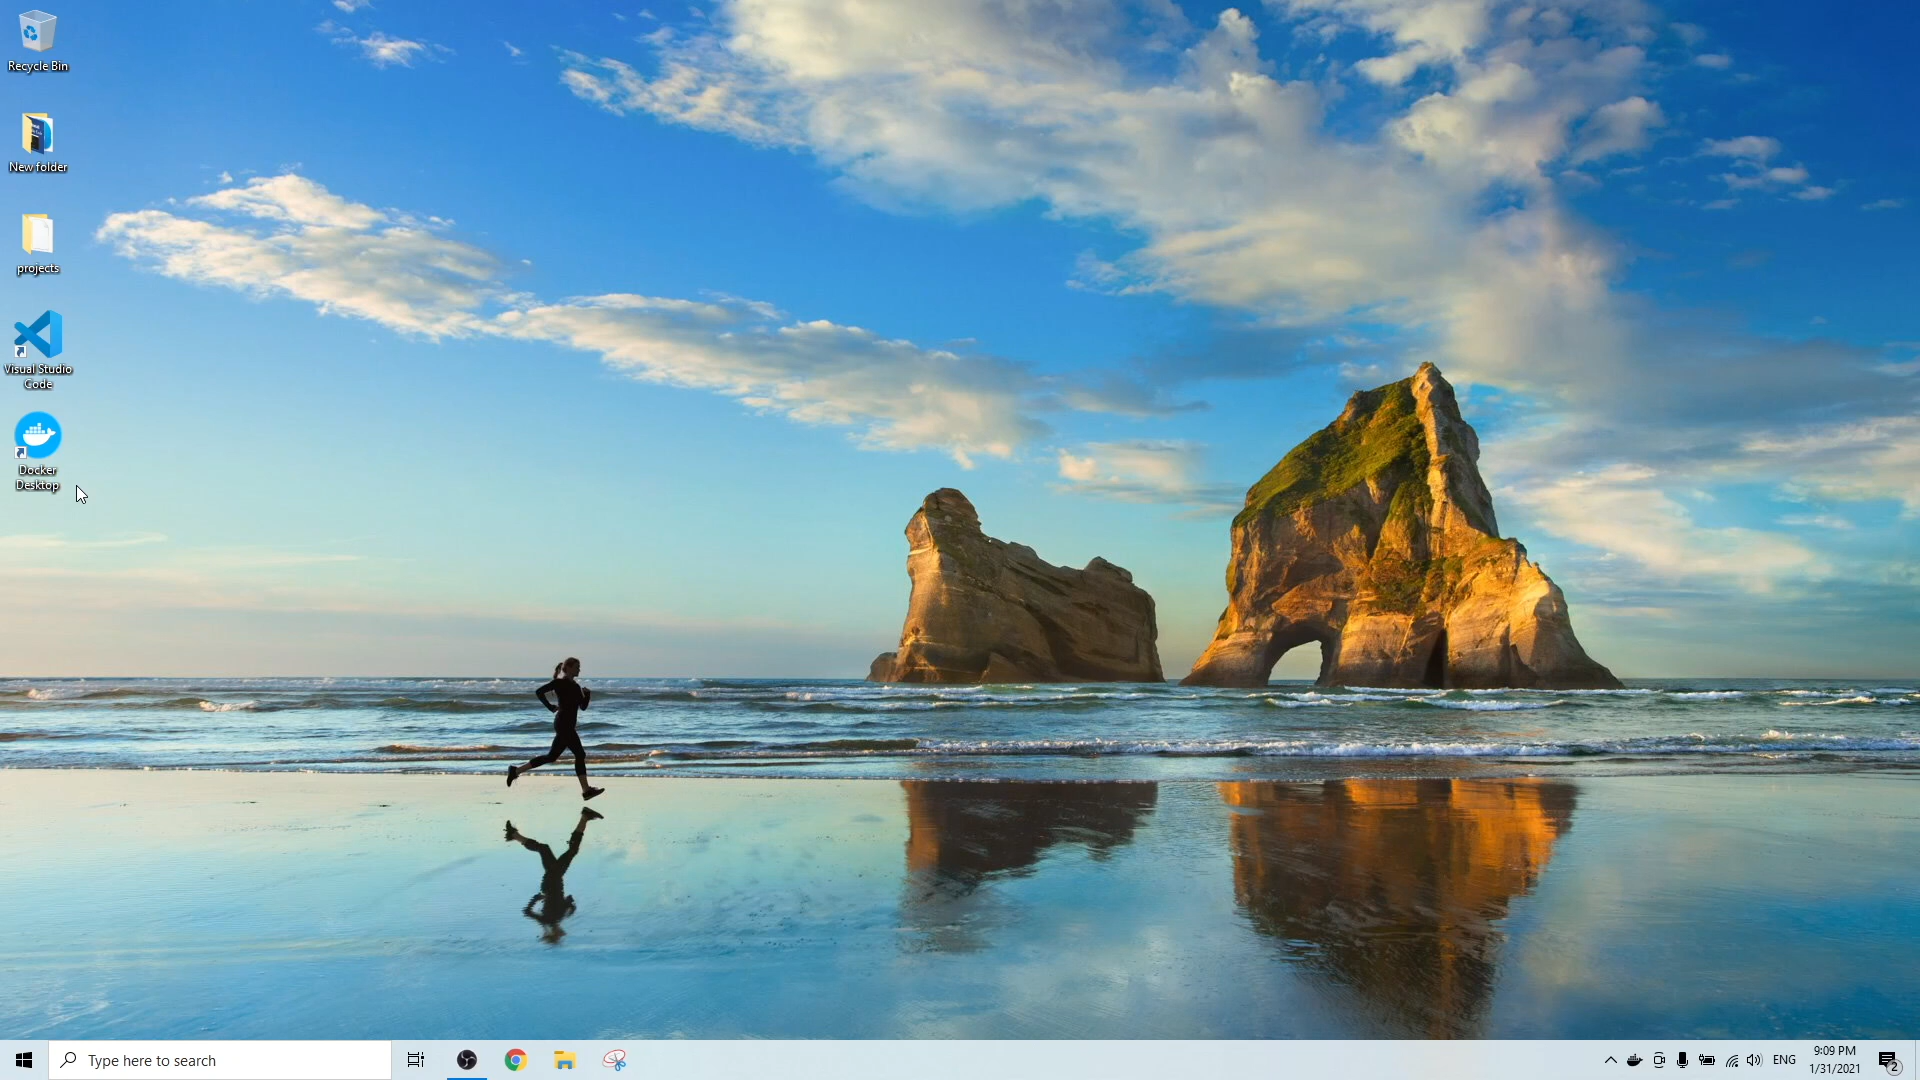 Recycle Bin
New folder
projects
Visual Studio
Code
Docker
Desktop
Type here to search
ENG
9:09 PM
1/31/2021
2